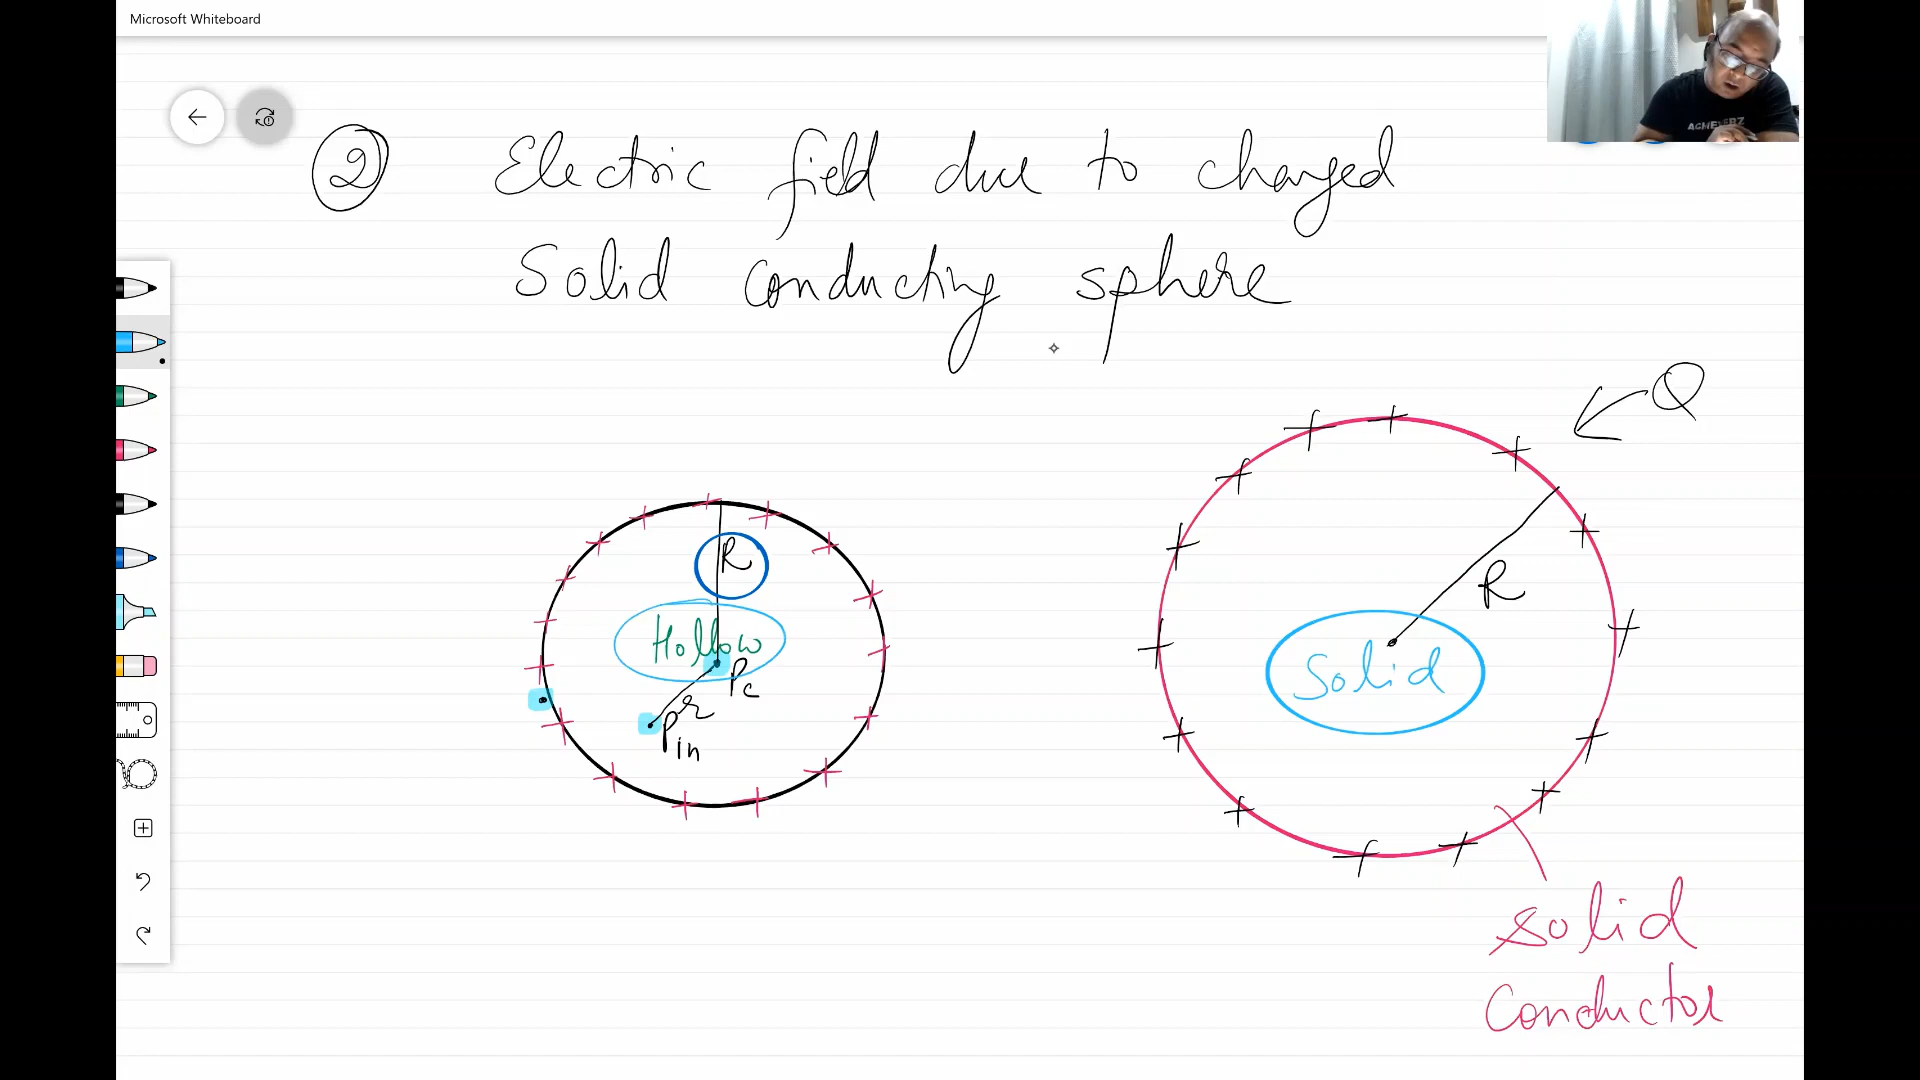 Microsoft Whiteboard
② Electric field due to charged
Solid conducting sphere
Q
R
Hollow
Pc
r
Pin
R
Solid
Solid
Conductor